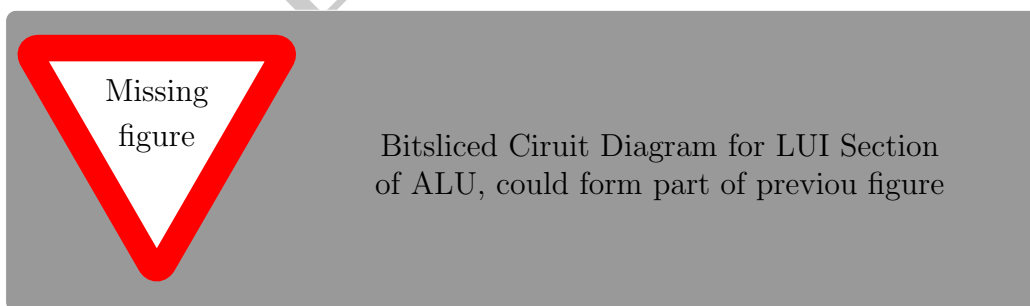 Missing
figure
Bitsliced Ciruit Diagram for LUI Section
of ALU, could form part of previou figure